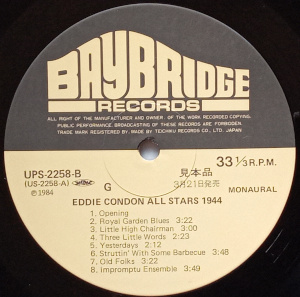 BAYBRIDGE
RECORDS
ALL RIGHT OF THE MANUFACTURER AND OWNER OF THE WORK RECORDED COPYING.
PUBLIC PERFORMANCE BROADCASTING OF THESE RECORDS ARE FORBIDEN.
TRADE MARK REGISTERED BY. MADE BY TEICHIKU RECORDS CO. LTD. JAPAN
UPS-2258-B
(US-2258-A)
℗ 1984
G
見本品
3月21日発売
33 1/3 R.P.M.
MONAURAL
EDDIE CONDON ALL STARS 1944
1. Opening
2. Royal Garden Blues 3:22
3. Little High Chairman 3:00
4. Three Little Words 2:23
5. Yesterdays 2:12
6. Struttin' With Some Barbecue 3:48
7. Old Folks 3:22
8. Impromptu Ensemble 3:49